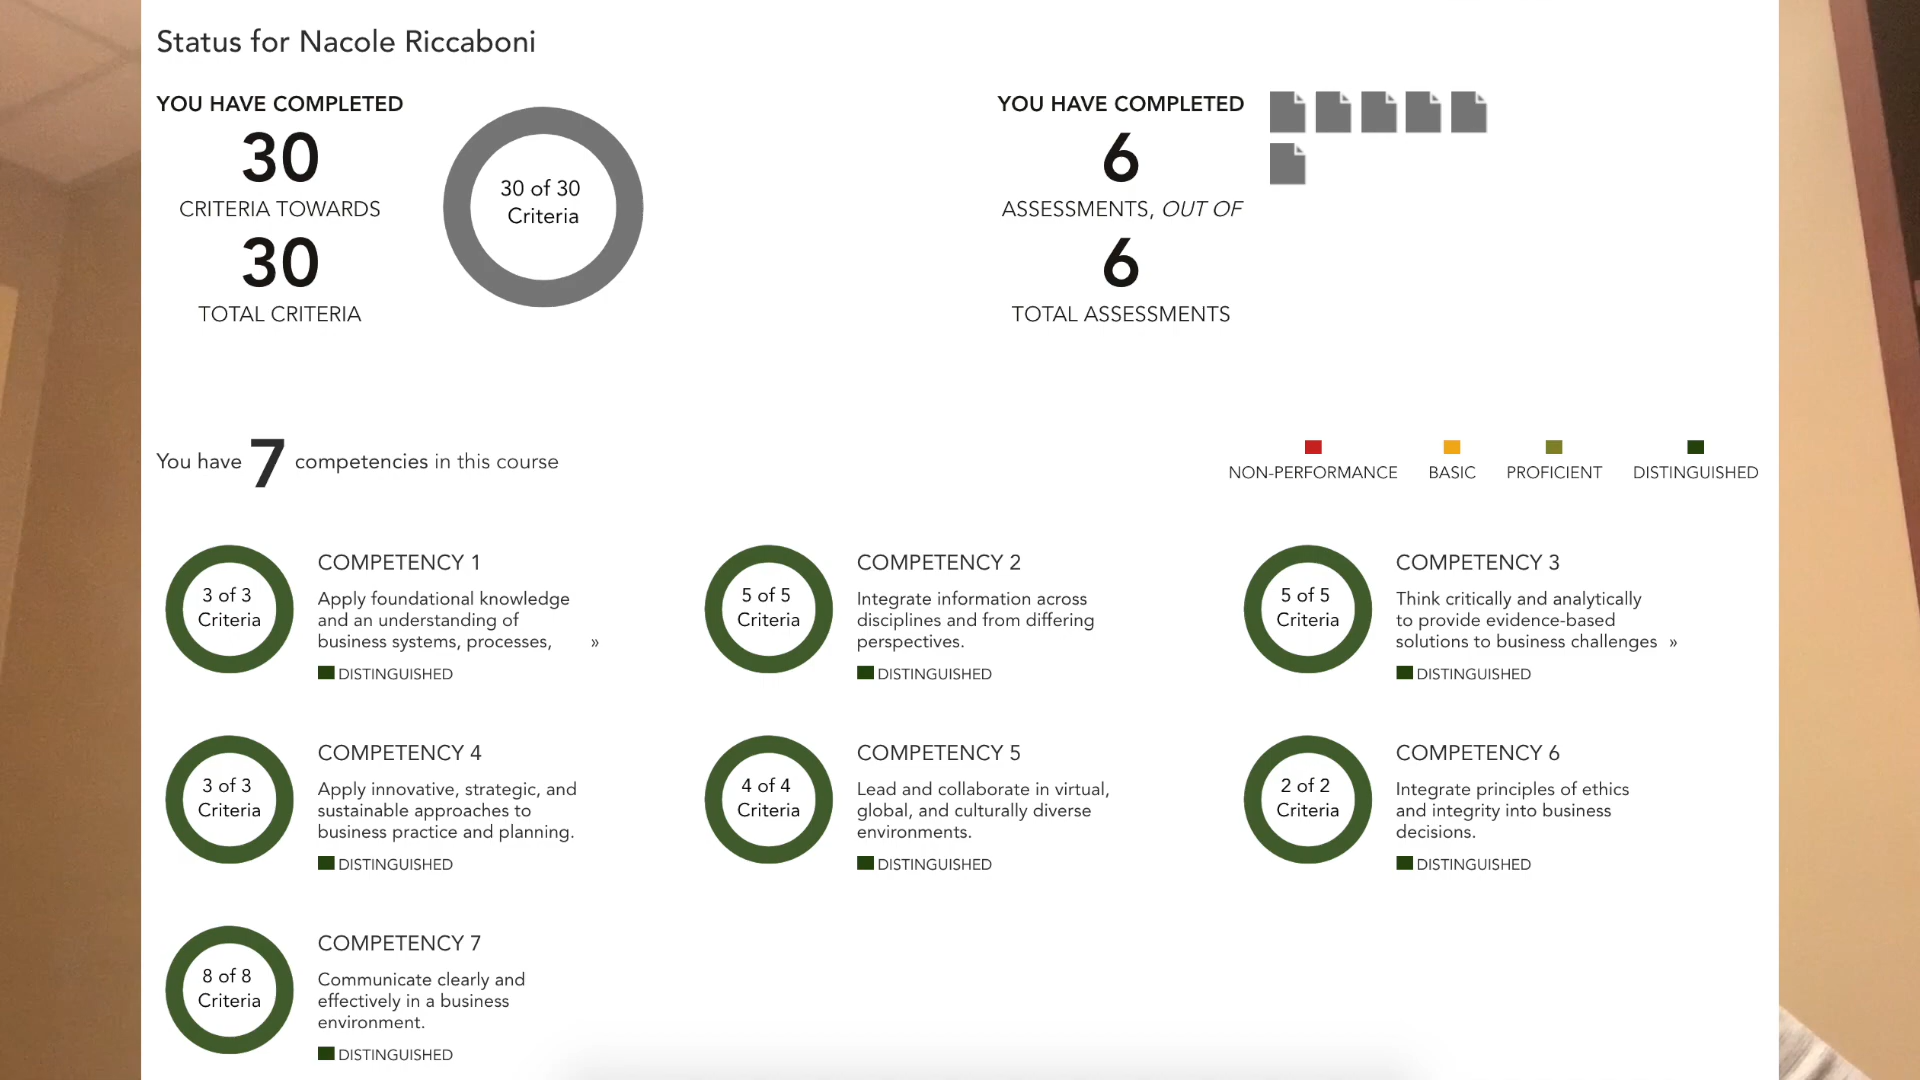 Status for Nacole Riccaboni
YOU HAVE COMPLETED
30
CRITERIA TOWARDS
30
TOTAL CRITERIA
30 of 30
Criteria
YOU HAVE COMPLETED
6
ASSESSMENTS, OUT OF
6
TOTAL ASSESSMENTS
You have 7 competencies in this course
NON-PERFORMANCE
BASIC
PROFICIENT
DISTINGUISHED
3 of 3
Criteria
COMPETENCY 1
Apply foundational knowledge
and an understanding of
business systems, processes, »
DISTINGUISHED
5 of 5
Criteria
COMPETENCY 2
Integrate information across
disciplines and from differing
perspectives.
DISTINGUISHED
5 of 5
Criteria
COMPETENCY 3
Think critically and analytically
to provide evidence-based
solutions to business challenges »
DISTINGUISHED
3 of 3
Criteria
COMPETENCY 4
Apply innovative, strategic, and
sustainable approaches to
business practice and planning.
DISTINGUISHED
4 of 4
Criteria
COMPETENCY 5
Lead and collaborate in virtual,
global, and culturally diverse
environments.
DISTINGUISHED
2 of 2
Criteria
COMPETENCY 6
Integrate principles of ethics
and integrity into business
decisions.
DISTINGUISHED
8 of 8
Criteria
COMPETENCY 7
Communicate clearly and
effectively in a business
environment.
DISTINGUISHED